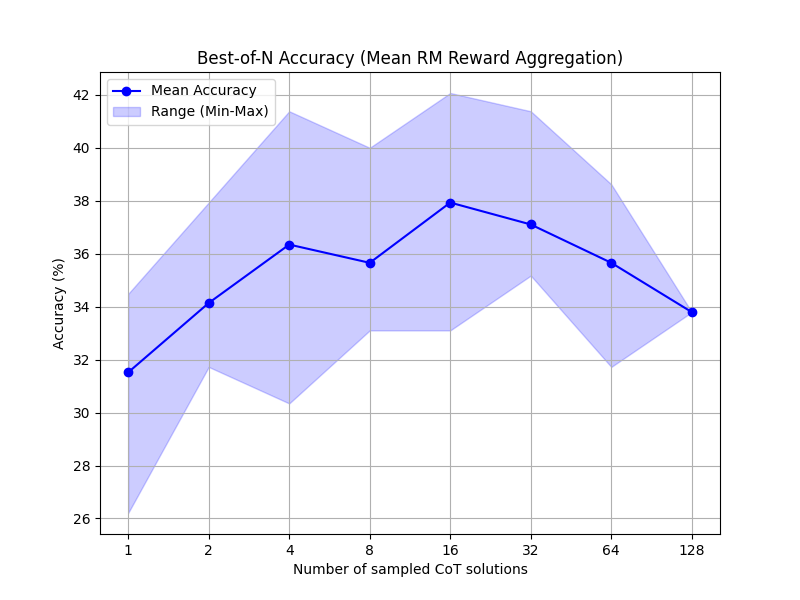 Best-of-N Accuracy (Mean RM Reward Aggregation)
Mean Accuracy
Range (Min-Max)
Accuracy (%)
42
40
38
36
34
32
30
28
26
1 2 4 8 16 32 64 128
Number of sampled CoT solutions